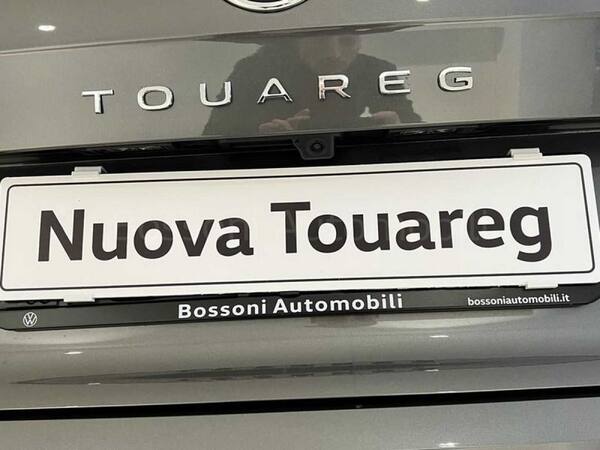 TOUAREG
Nuova Touareg
Bossoni Automobili bossoniautomobili.it